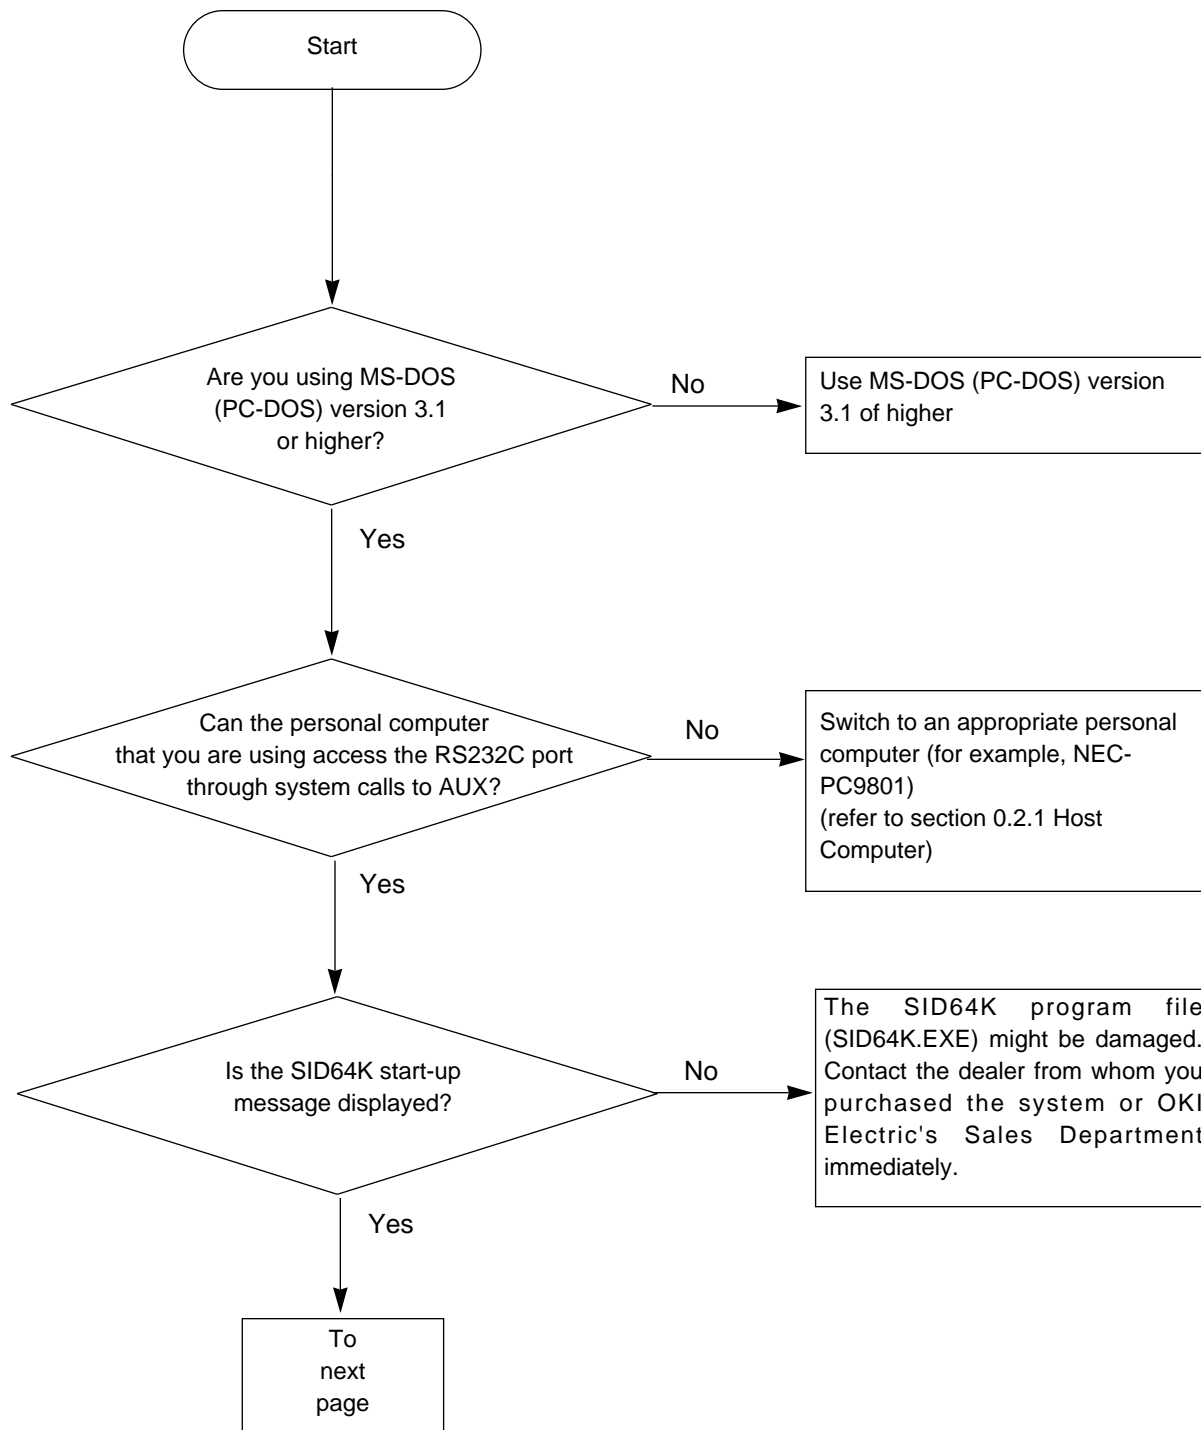 Start
Are you using MS-DOS
(PC-DOS) version 3.1
or higher?
No
Use MS-DOS (PC-DOS) version
3.1 of higher
Yes
Can the personal computer
that you are using access the RS232C port
through system calls to AUX?
No
Switch to an appropriate personal
computer (for example, NEC-
PC9801)
(refer to section 0.2.1 Host
Computer)
Yes
Is the SID64K start-up
message displayed?
No
The SID64K program file
(SID64K.EXE) might be damaged.
Contact the dealer from whom you
purchased the system or OKI
Electric's Sales Department
immediately.
Yes
To
next
page